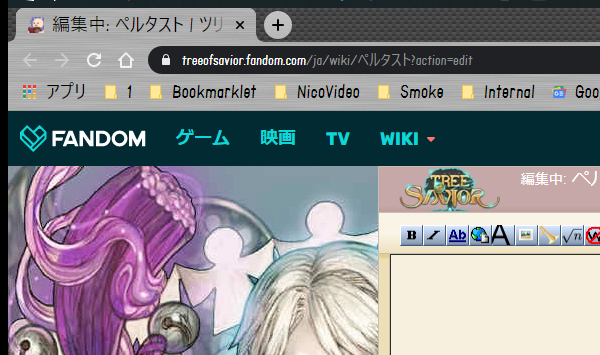 編集中: ペルタスト | ツリ
treeofsavior.fandom.com/ja/wiki/ペルタスト?action=edit
アプリ 1 Bookmarklet NicoVideo Smoke Internal Goo
FANDOM ゲーム 映画 TV WIKI
TREE SAVIOR 編集中: ペル
B I Ab A √n W